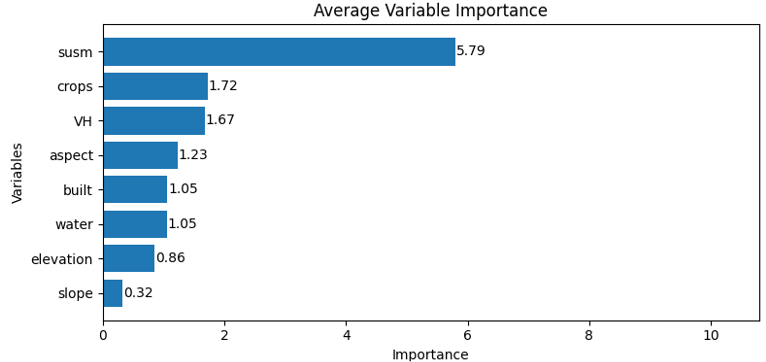 Average Variable Importance
Variables
susm 5.79
crops 1.72
VH 1.67
aspect 1.23
built 1.05
water 1.05
elevation 0.86
slope 0.32
0 2 4 6 8 10
Importance